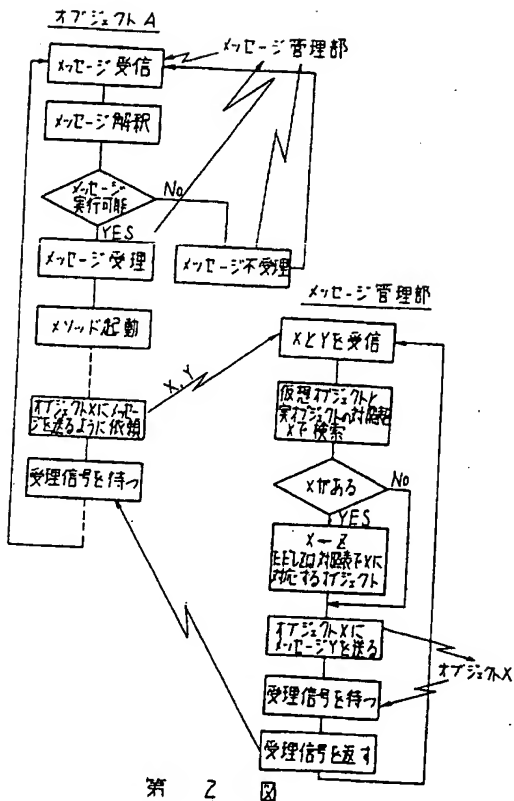 オブジェクトA
メッセージ管理部
メッセージ受信
メッセージ解釈
メッセージ
実行可能
No
YES
メッセージ受理
メッセージ不受理
メソッド起動
オブジェクトXにメッセー
ジを送るように依頼
X,Y
受理信号を待つ
メッセージ管理部
XとYを受信
仮想オブジェクトと
実オブジェクトの対応表を
Xで検索
Xがある
No
YES
X←Z
但しZは対応表でXに
対応するオブジェクト
オブジェクトXに
メッセージYを送る
オブジェクトX
受理信号を待つ
受理信号を返す
第 2 図